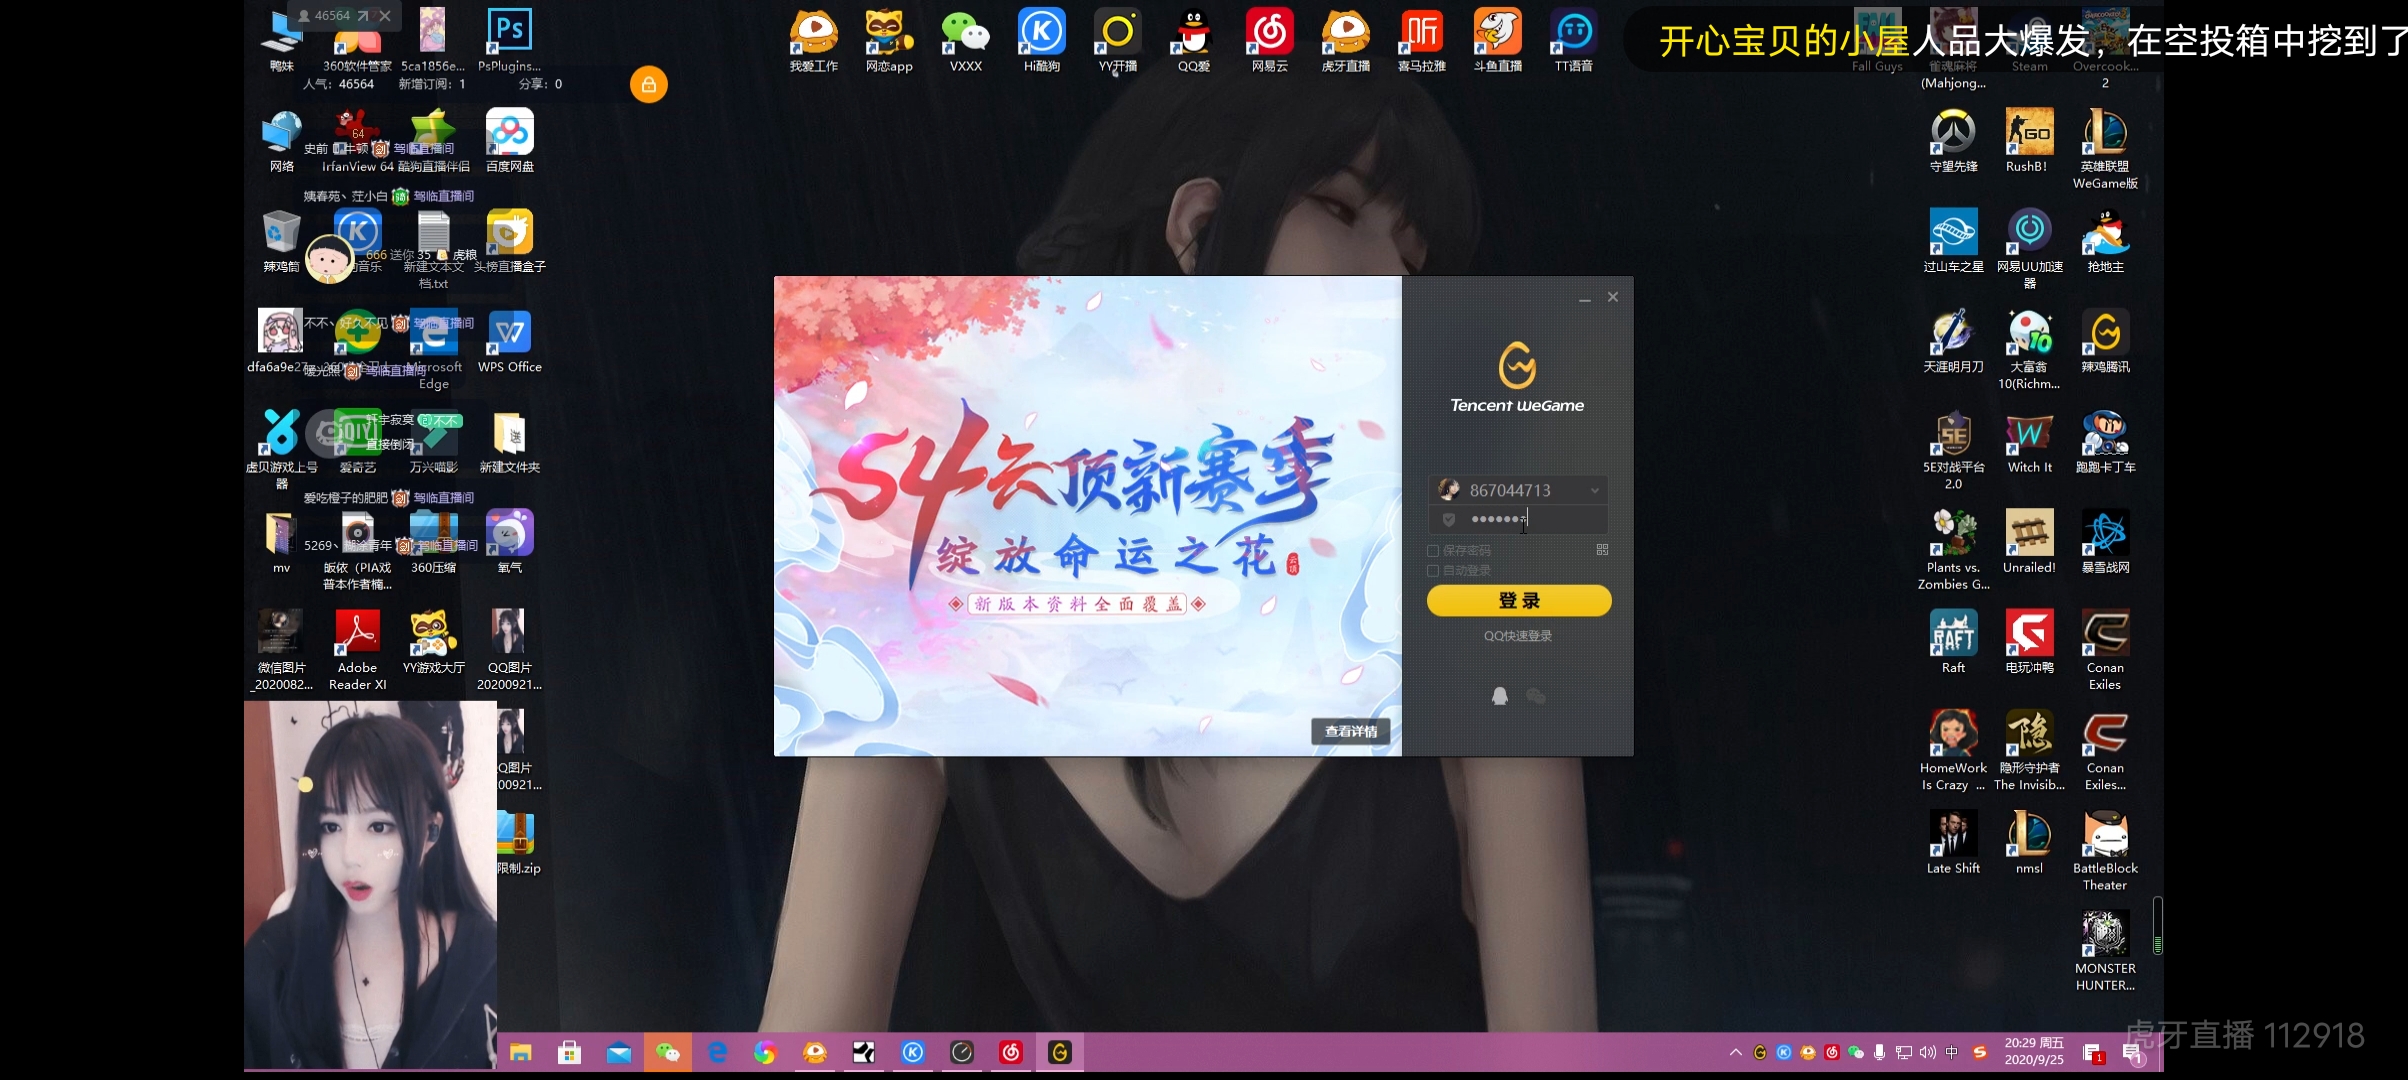 46564
鸭妹
360软件管家
5ca1856e...
PsPlugins...
人气：46564
新增订阅：1
分享：0
我爱工作
网恋app
VXXX
Hi酷狗
YY开播
QQ爱
网易云
虎牙直播
喜马拉雅
斗鱼直播
TT语音
开心宝贝的小屋人品大爆发，在空投箱中挖到了
Fall Guys
雀魂麻将
(Mahjong...
Steam
Overcook...
2
网络
IrfanView 64
酷狗直播伴侣
百度网盘
驾临直播间
姨春苑、茳小白
驾临直播间
守望先锋
RushB！
英雄联盟
WeGame版
辣鸡筒
666 送你 35 虎粮
新建文本文
档.txt
头榜直播盒子
过山车之星
网易UU加速
器
抢地主
不不、好久不见
驾临直播间
Microsoft
Edge
WPS Office
驾临直播间
天涯明月刀
大富翁
10(Richm...
辣鸡腾讯
轩宇寂寞
不不
直接倒闭
虚贝游戏上号
器
爱奇艺
万兴喵影
新建文件夹
5E对战平台
2.0
Witch It
跑跑卡丁车
爱吃橙子的肥肥
驾临直播间
5269、糊涂青年
驾临直播间
mv
皈依（PIA戏
普本作者楠...
360压缩
氧气
Plants vs.
Zombies G...
Unrailed!
暴雪战网
微信图片
_2020082...
Adobe
Reader XI
YY游戏大厅
QQ图片
20200921...
Raft
电玩冲鸭
Conan
Exiles
S4云顶新赛季
绽放命运之花
云顶
新版本资料全面覆盖
查看详情
Tencent WeGame
867044713
保存密码
自动登录
登录
QQ快速登录
Q图片
00921...
限制.zip
HomeWork
Is Crazy ...
隐形守护者
The Invisib...
Conan
Exiles...
Late Shift
nmsl
BattleBlock
Theater
MONSTER
HUNTER...
虎牙直播 112918
中
20:29 周五
2020/9/25
1
1